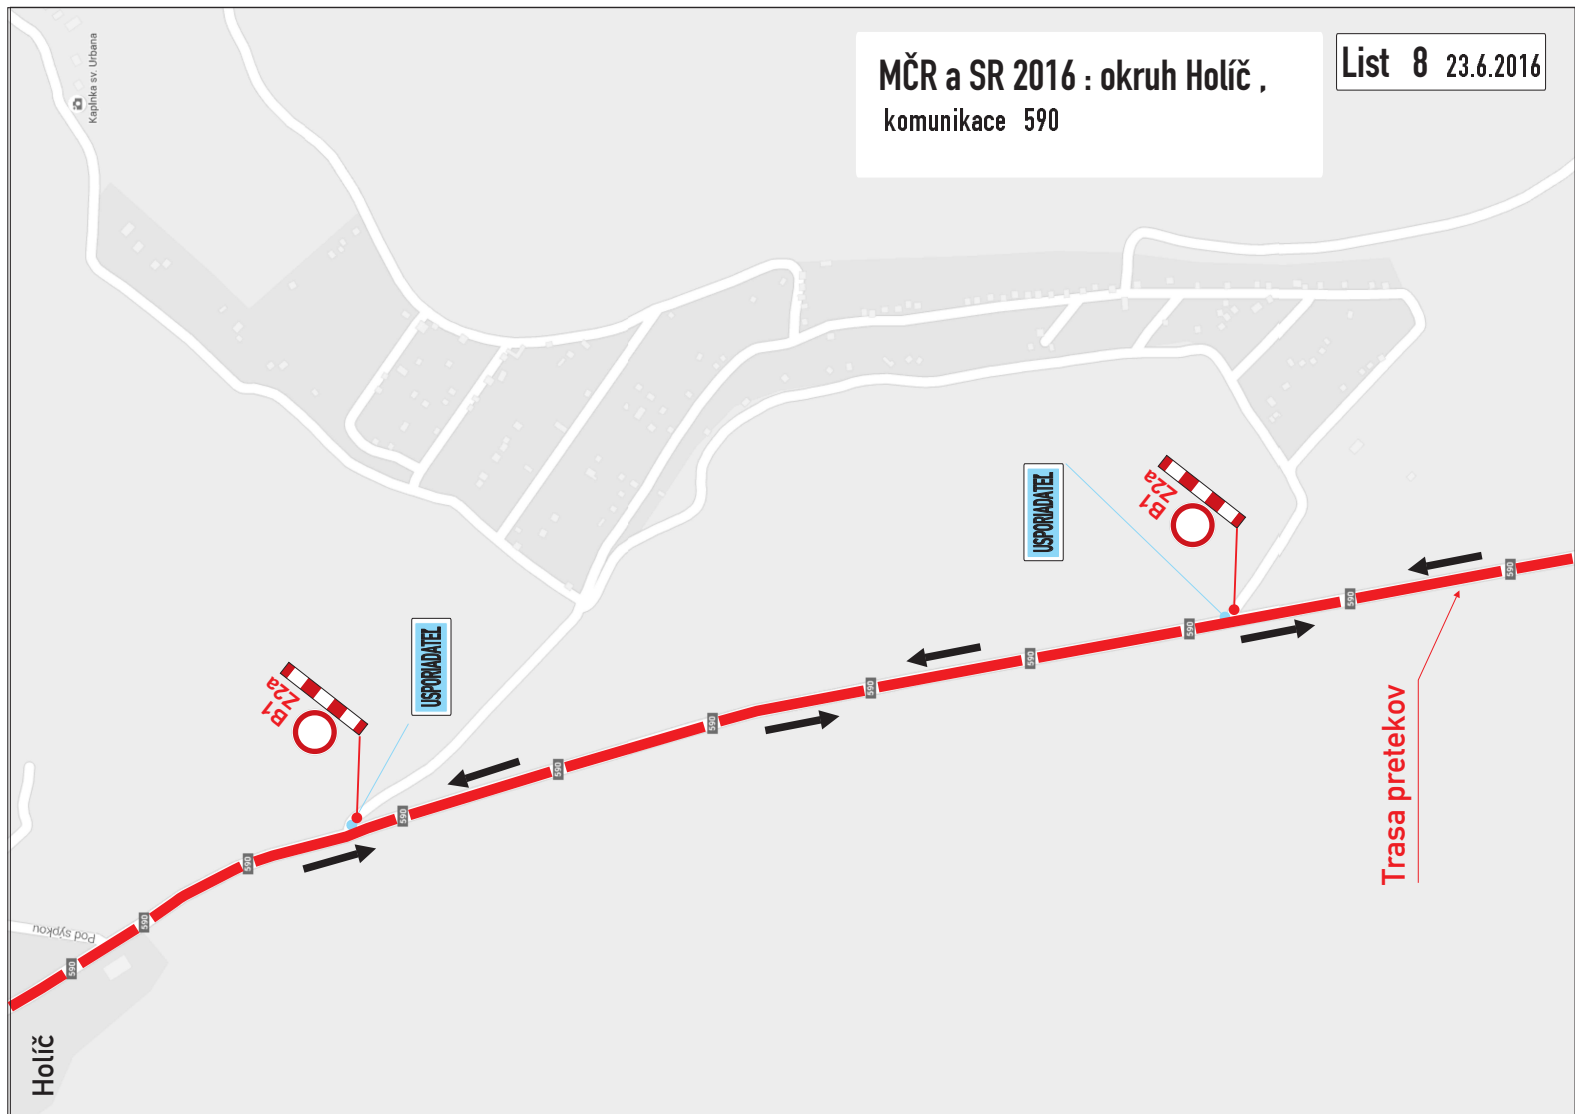 MČR a SR 2016 : okruh Holíč ,
komunikace 590
List 8 23.6.2016
Kaplnka sv. Urbana
USPORIADATEĽ
B1
Z2a
B1
Z2a
USPORIADATEĽ
590
590
590
590
590
590
590
590
590
590
590
Trasa pretekov
Pod sýpkou
Holíč